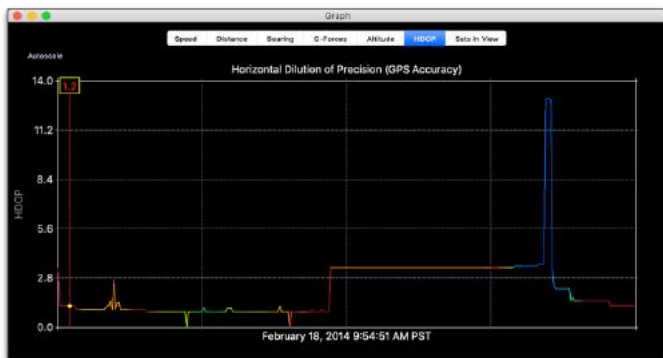 Graph
Speed Distance Bearing G-Forces Altitude HDOP Sats In View
Autoscale
Horizontal Dilution of Precision (GPS Accuracy)
14.0
1.2
11.2
8.4
HDOP
5.6
2.8
0.0
February 18, 2014 9:54:51 AM PST